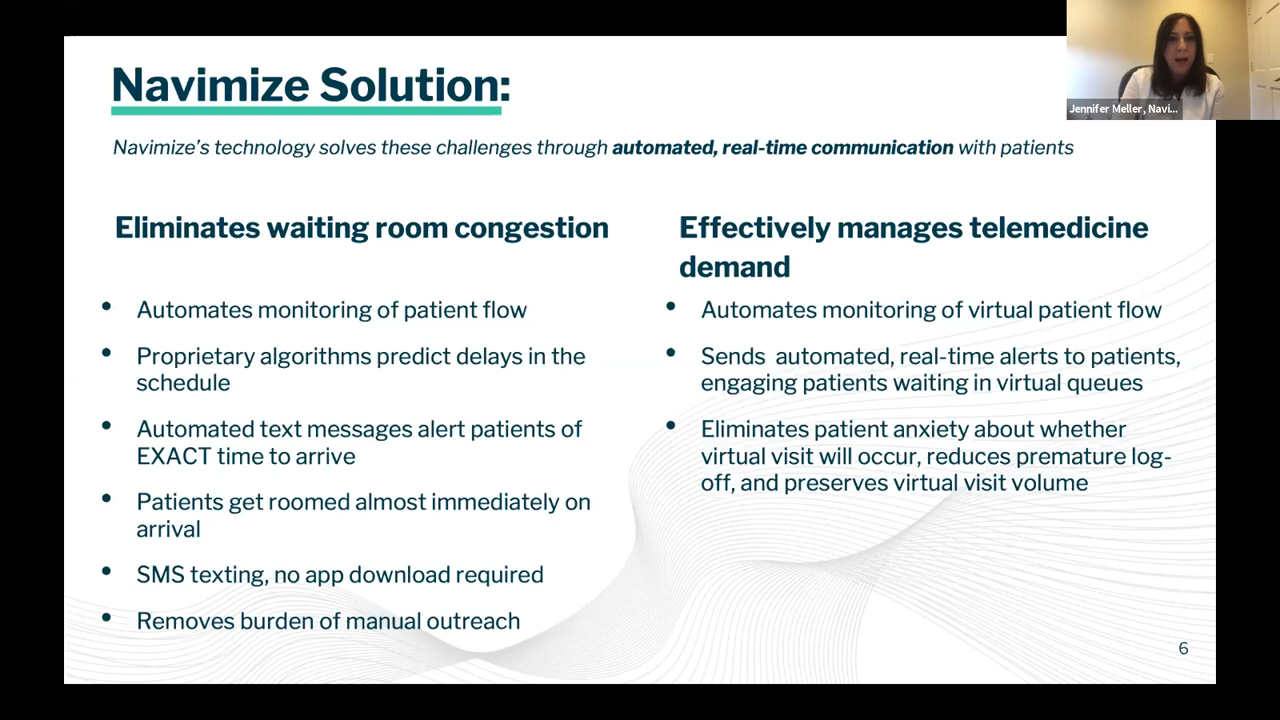 Navimize Solution:
Jennifer Meller, Navi...
Navimize's technology solves these challenges through automated, real-time communication with patients
Eliminates waiting room congestion
• Automates monitoring of patient flow
• Proprietary algorithms predict delays in the
schedule
• Automated text messages alert patients of
EXACT time to arrive
• Patients get roomed almost immediately on
arrival
• SMS texting, no app download required
• Removes burden of manual outreach
Effectively manages telemedicine
demand
• Automates monitoring of virtual patient flow
• Sends automated, real-time alerts to patients,
engaging patients waiting in virtual queues
• Eliminates patient anxiety about whether
virtual visit will occur, reduces premature log-
off, and preserves virtual visit volume
6